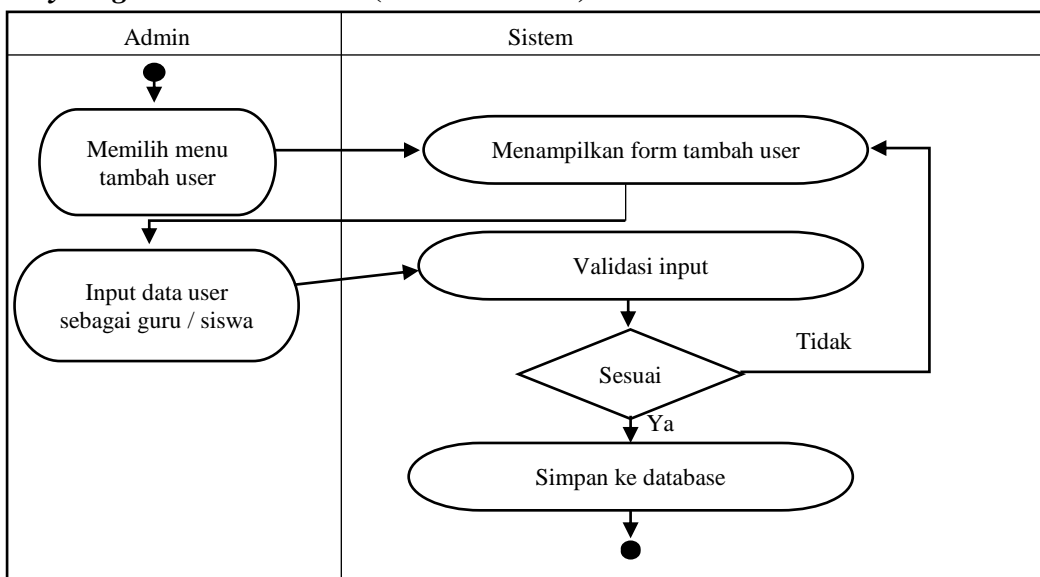 Admin
Sistem
Memilih menu
tambah user
Menampilkan form tambah user
Input data user
sebagai guru / siswa
Validasi input
Tidak
Sesuai
Ya
Simpan ke database